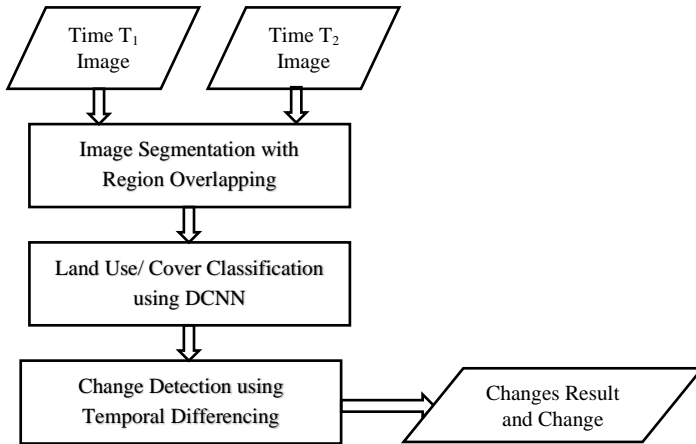 Time T₁
Image
Time T₂
Image
Image Segmentation with
Region Overlapping
Land Use/ Cover Classification
using DCNN
Change Detection using
Temporal Differencing
Changes Result
and Change